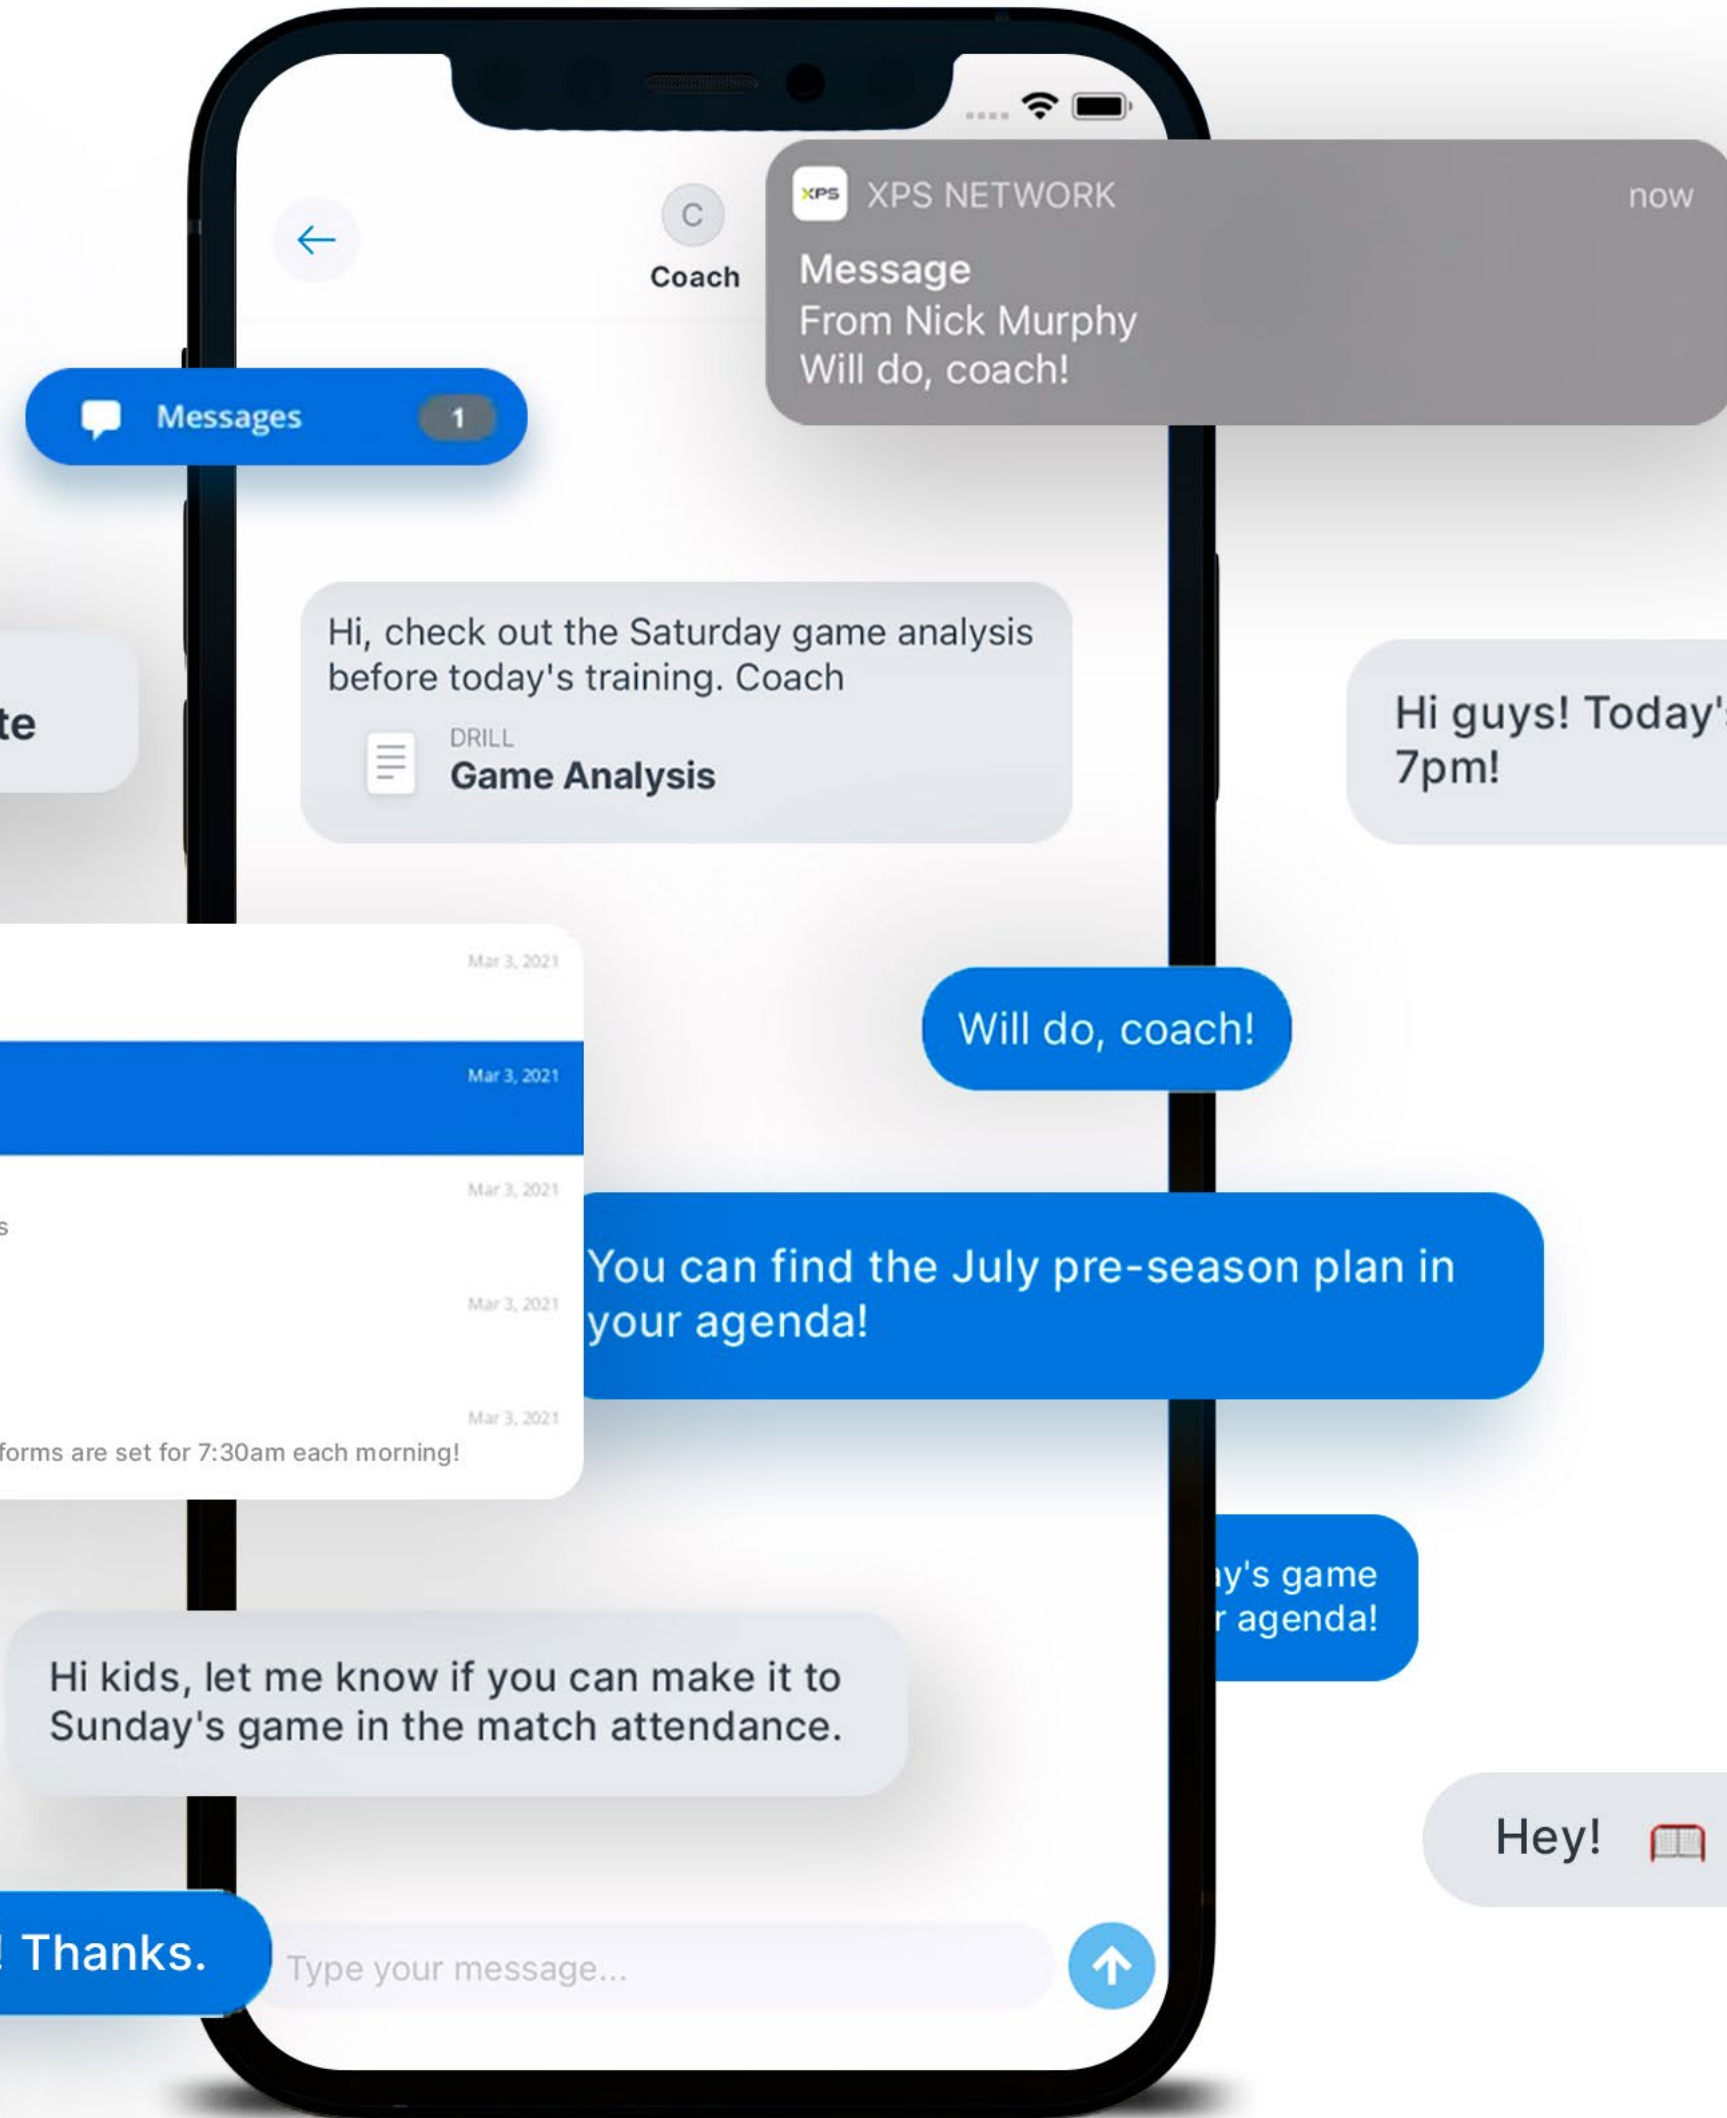 C
Coach
XPS
XPS NETWORK
now
Message
From Nick Murphy
Will do, coach!
Messages
1
Hi, check out the Saturday game analysis
before today's training. Coach
DRILL
Game Analysis
te
Hi guys! Today's
7pm!
Mar 3, 2021
Will do, coach!
Mar 3, 2021
Mar 3, 2021
s
You can find the July pre-season plan in
your agenda!
Mar 3, 2021
Mar 3, 2021
forms are set for 7:30am each morning!
y's game
r agenda!
Hi kids, let me know if you can make it to
Sunday's game in the match attendance.
Hey!
! Thanks.
Type your message...